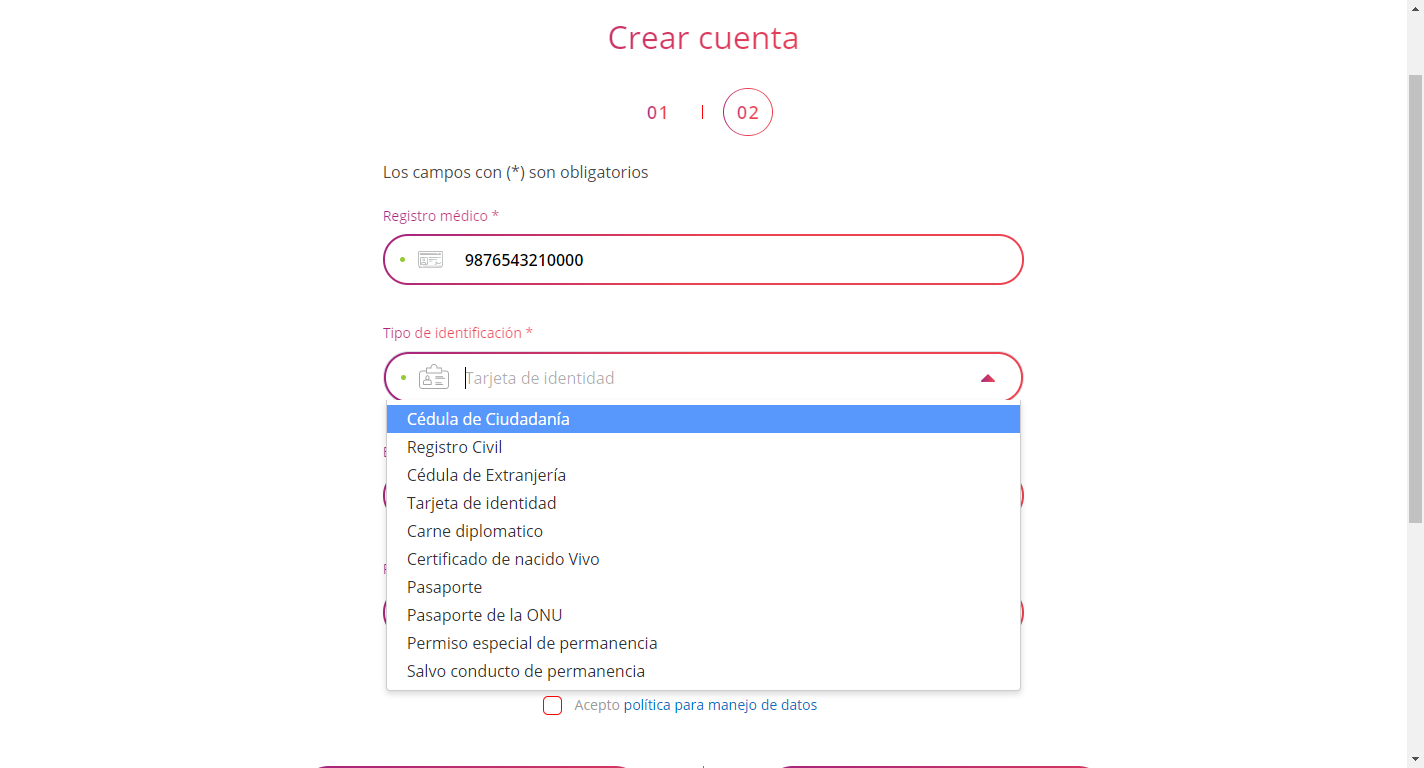 Crear cuenta
01
02
Los campos con (*) son obligatorios
Registro médico *
9876543210000
Tipo de identificación *
Tarjeta de identidad
Cédula de Ciudadanía
Registro Civil
Cédula de Extranjería
Tarjeta de identidad
Carne diplomatico
Certificado de nacido Vivo
Pasaporte
Pasaporte de la ONU
Permiso especial de permanencia
Salvo conducto de permanencia
Acepto política para manejo de datos